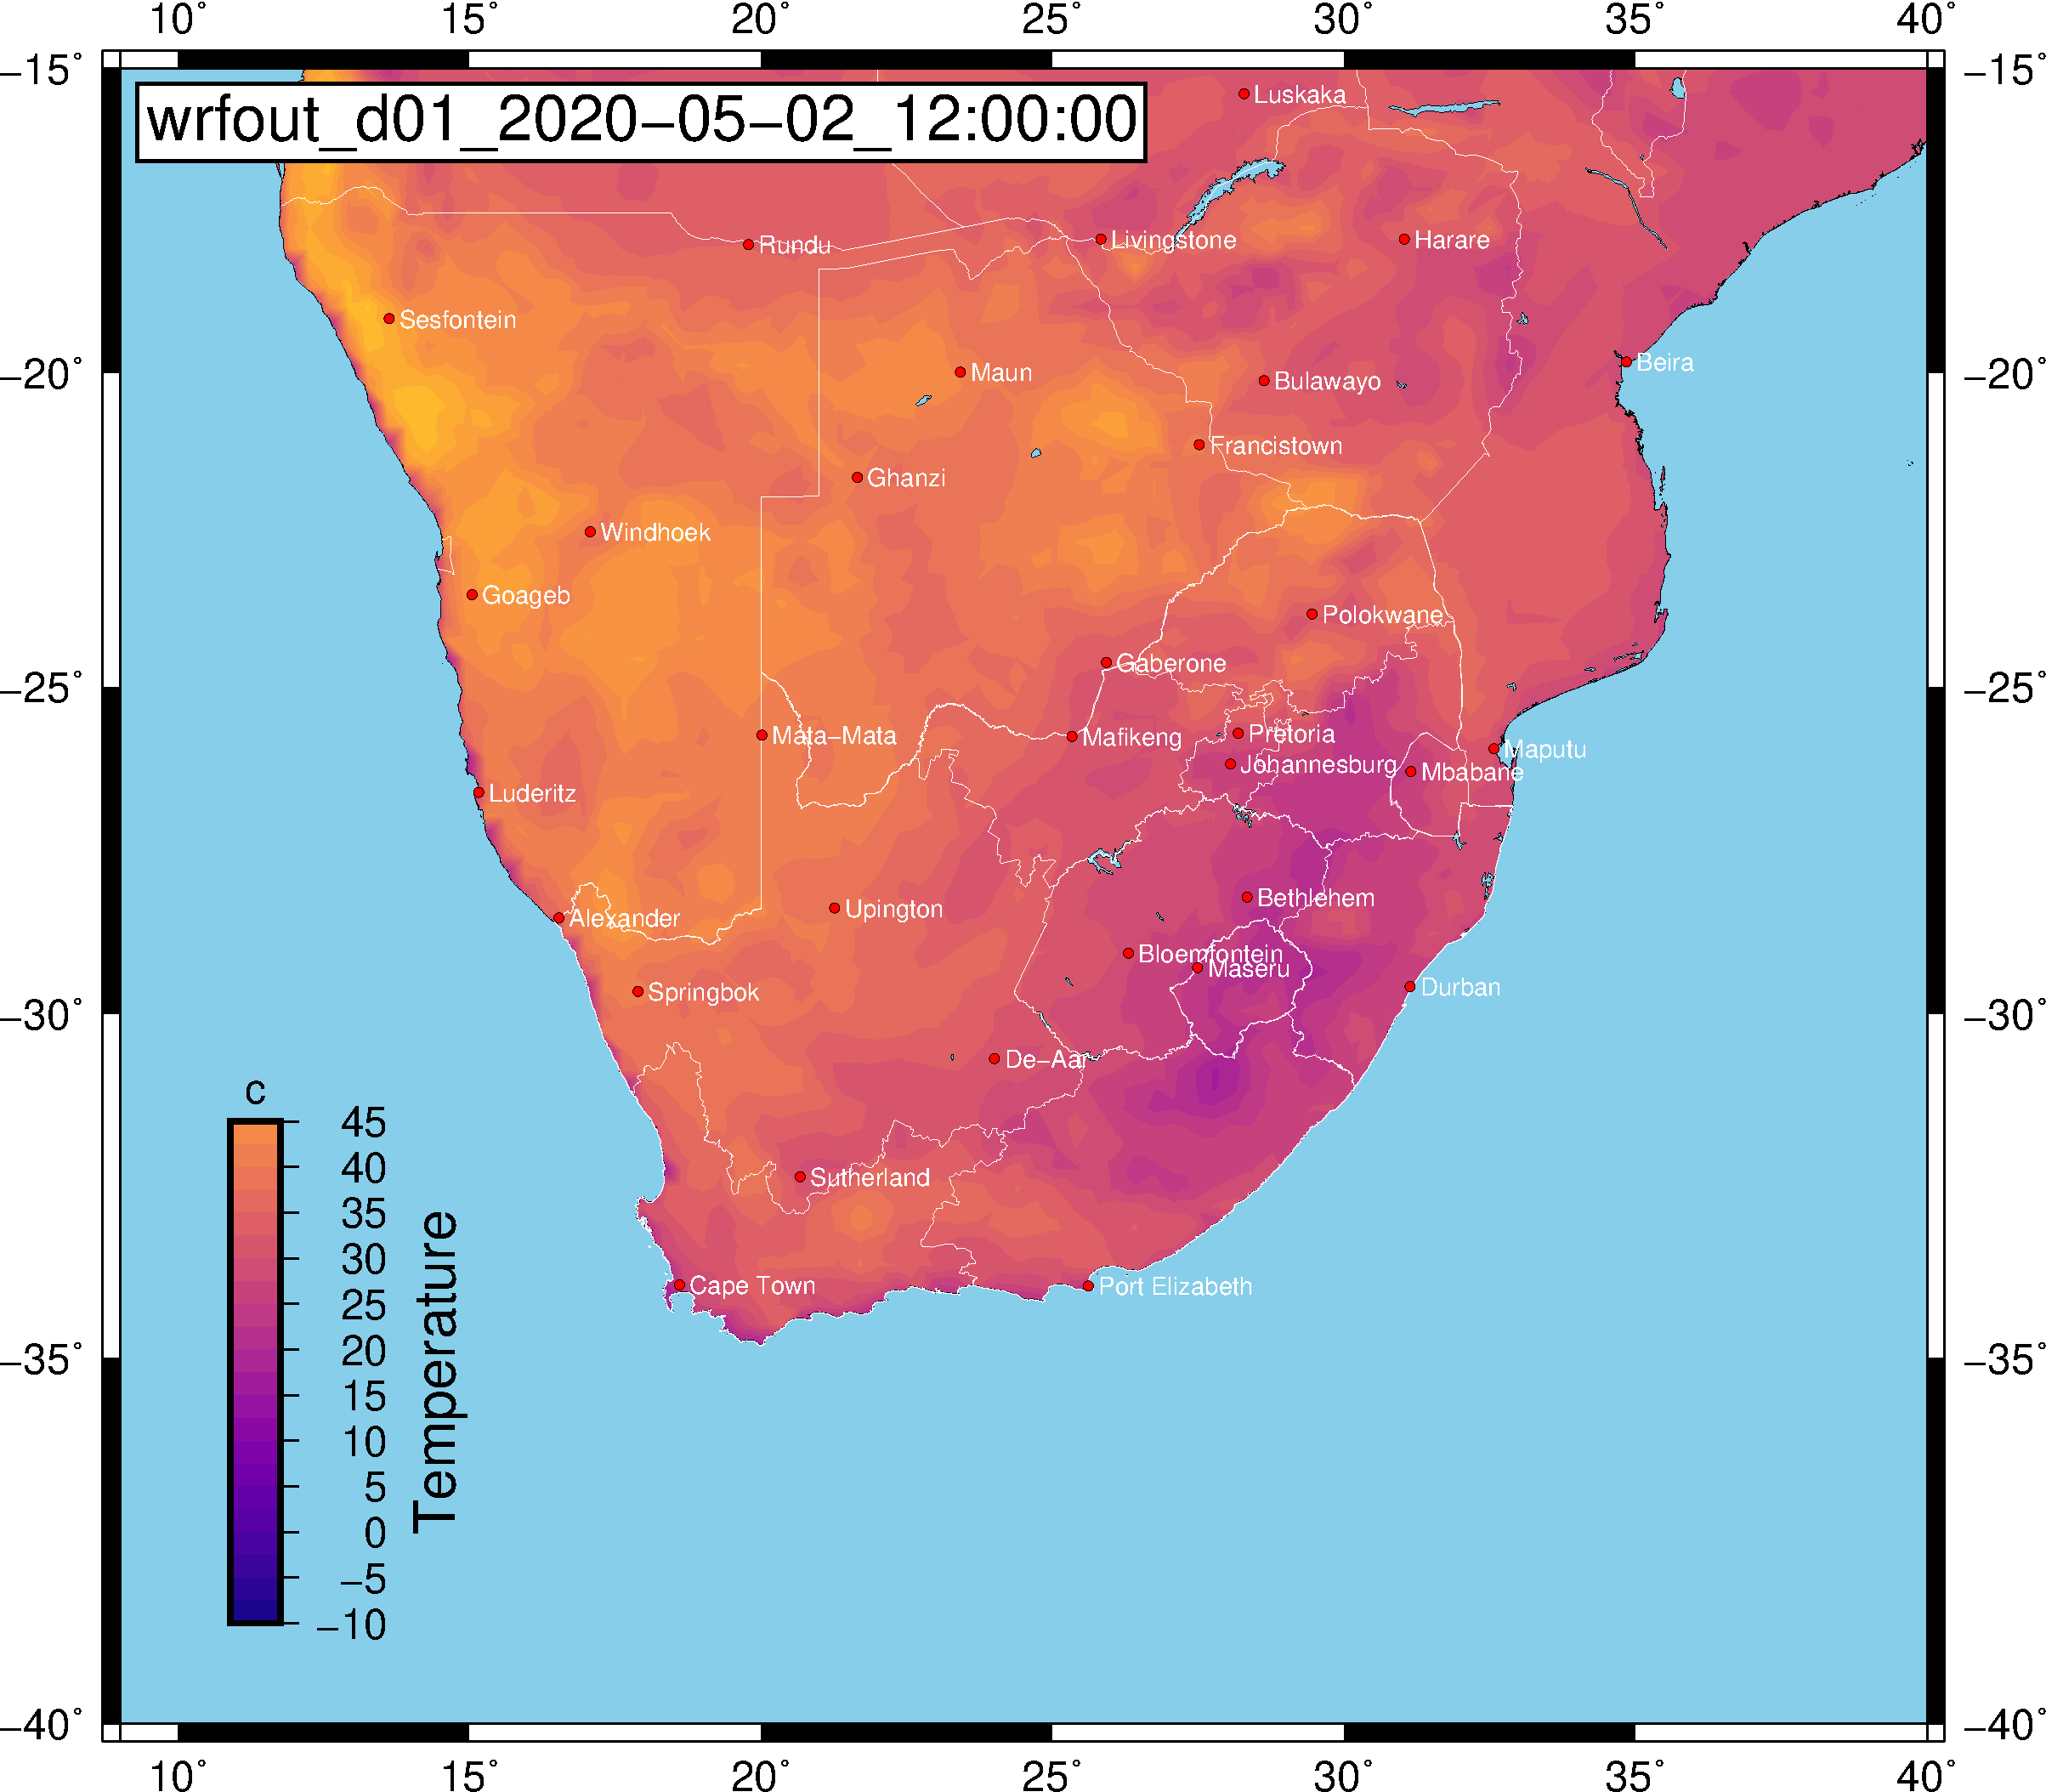 10° 15° 20° 25° 30° 35° 40°
−15° −15°
wrfout_d01_2020−05−02_12:00:00
Luskaka
Rundu
Livingstone
Harare
Sesfontein
Beira
−20° −20°
Maun
Bulawayo
Francistown
Ghanzi
Windhoek
Goageb
Polokwane
Gaberone
−25° −25°
Mata−Mata
Mafikeng
Pretoria
Maputu
Johannesburg
Mbabane
Luderitz
Bethlehem
Upington
Alexander
Bloemfontein
Maseru
Durban
Springbok
−30° −30°
De−Aar
Sutherland
Cape Town
Port Elizabeth
−35° −35°
c
45
40
35
30
25
20
15
10
5
0
−5
−10
Temperature
−40° −40°
10° 15° 20° 25° 30° 35° 40°